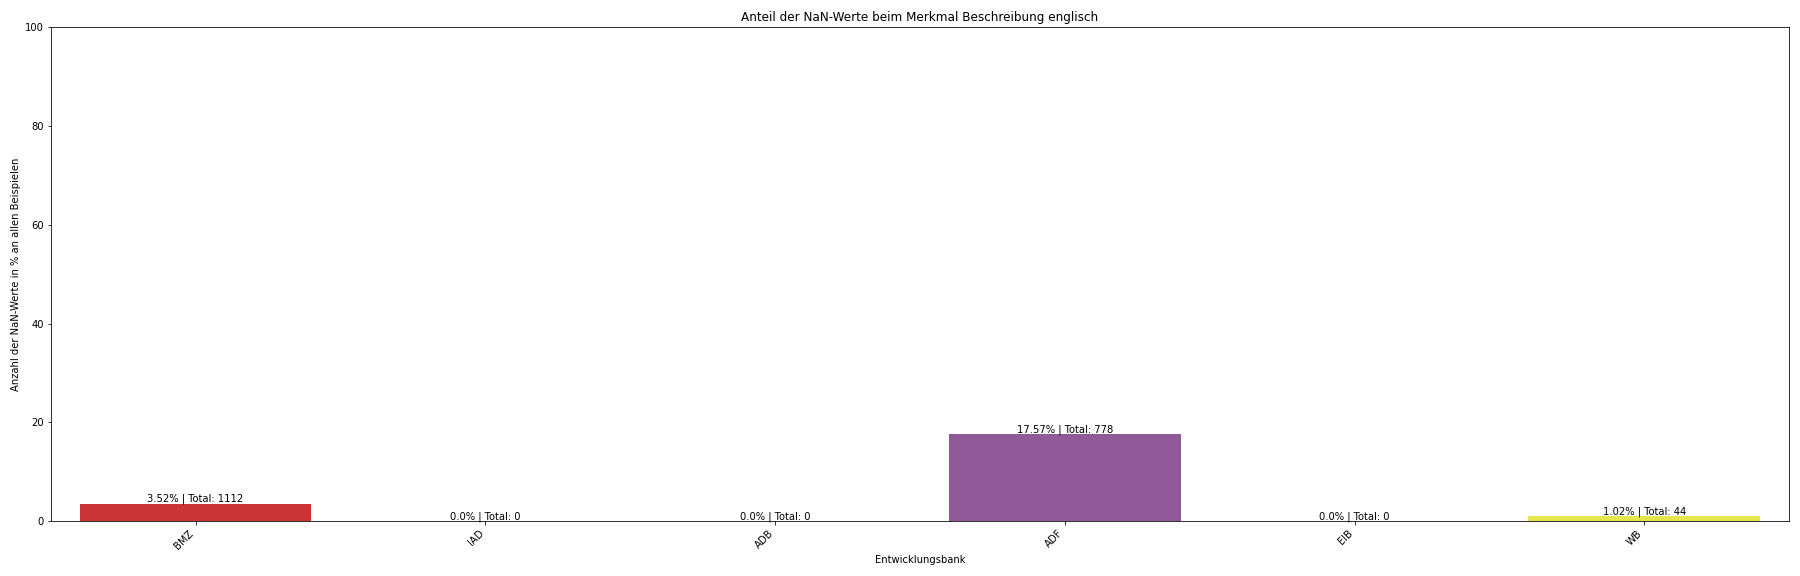 Anteil der NaN-Werte beim Merkmal Beschreibung englisch
Anzahl der NaN-Werte in % an allen Beispielen
100
80
60
40
20
0
3.52% | Total: 1112
0.0% | Total: 0
0.0% | Total: 0
17.57% | Total: 778
0.0% | Total: 0
1.02% | Total: 44
BMZ
IAD
ADB
ADF
EIB
WB
Entwicklungsbank